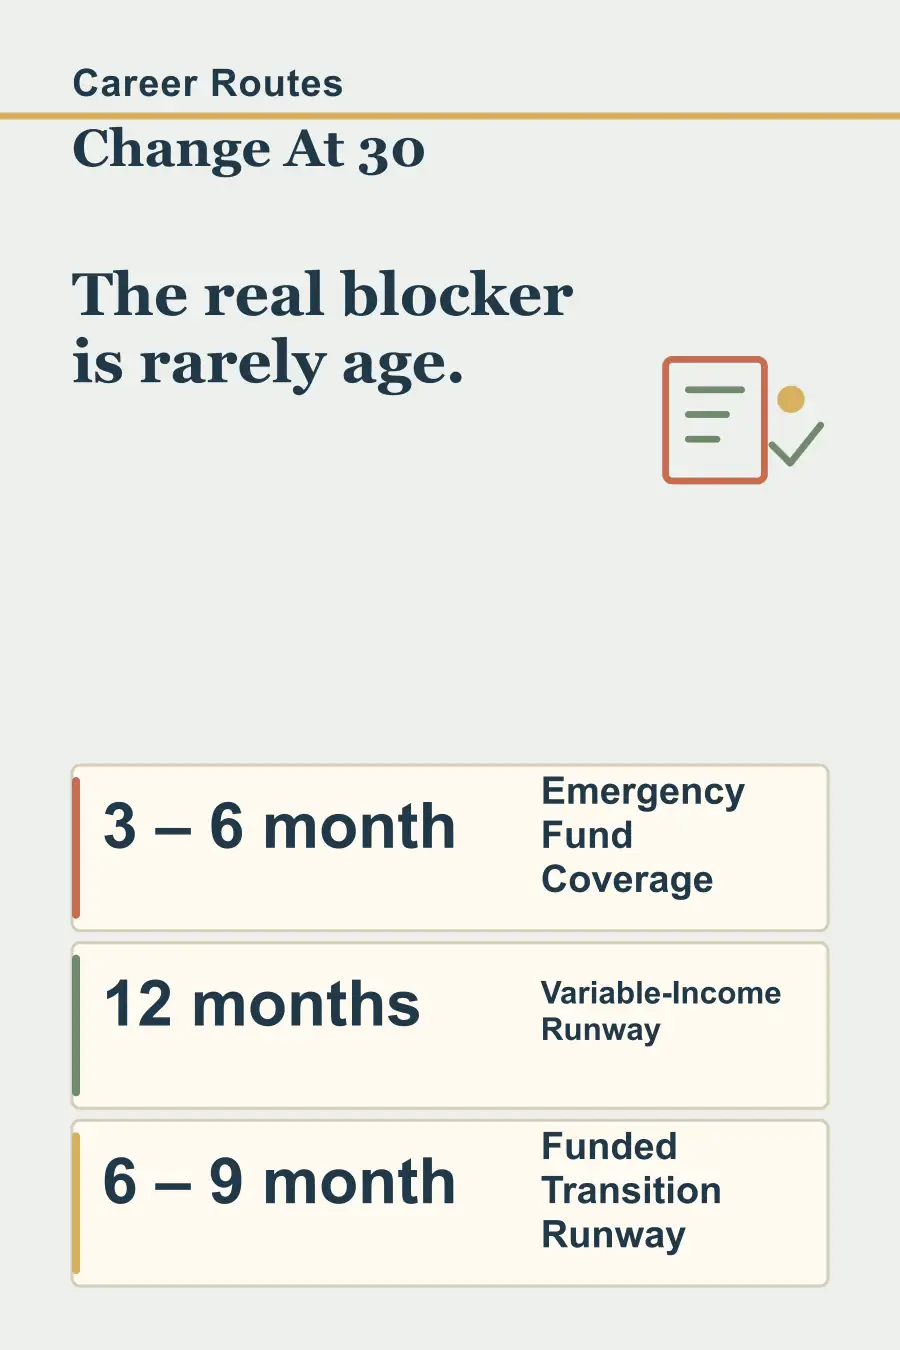 Career Routes
Change At 30
The real blocker
is rarely age.
3 – 6 month
Emergency
Fund
Coverage
12 months
Variable-Income
Runway
6 – 9 month
Funded
Transition
Runway